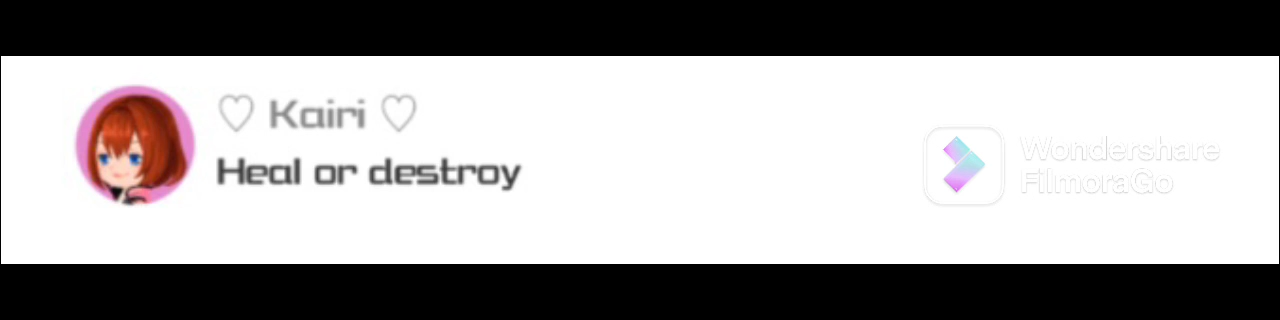 ♡ Kairi ♡
Heal or destroy
Wondershare
FilmoraGo